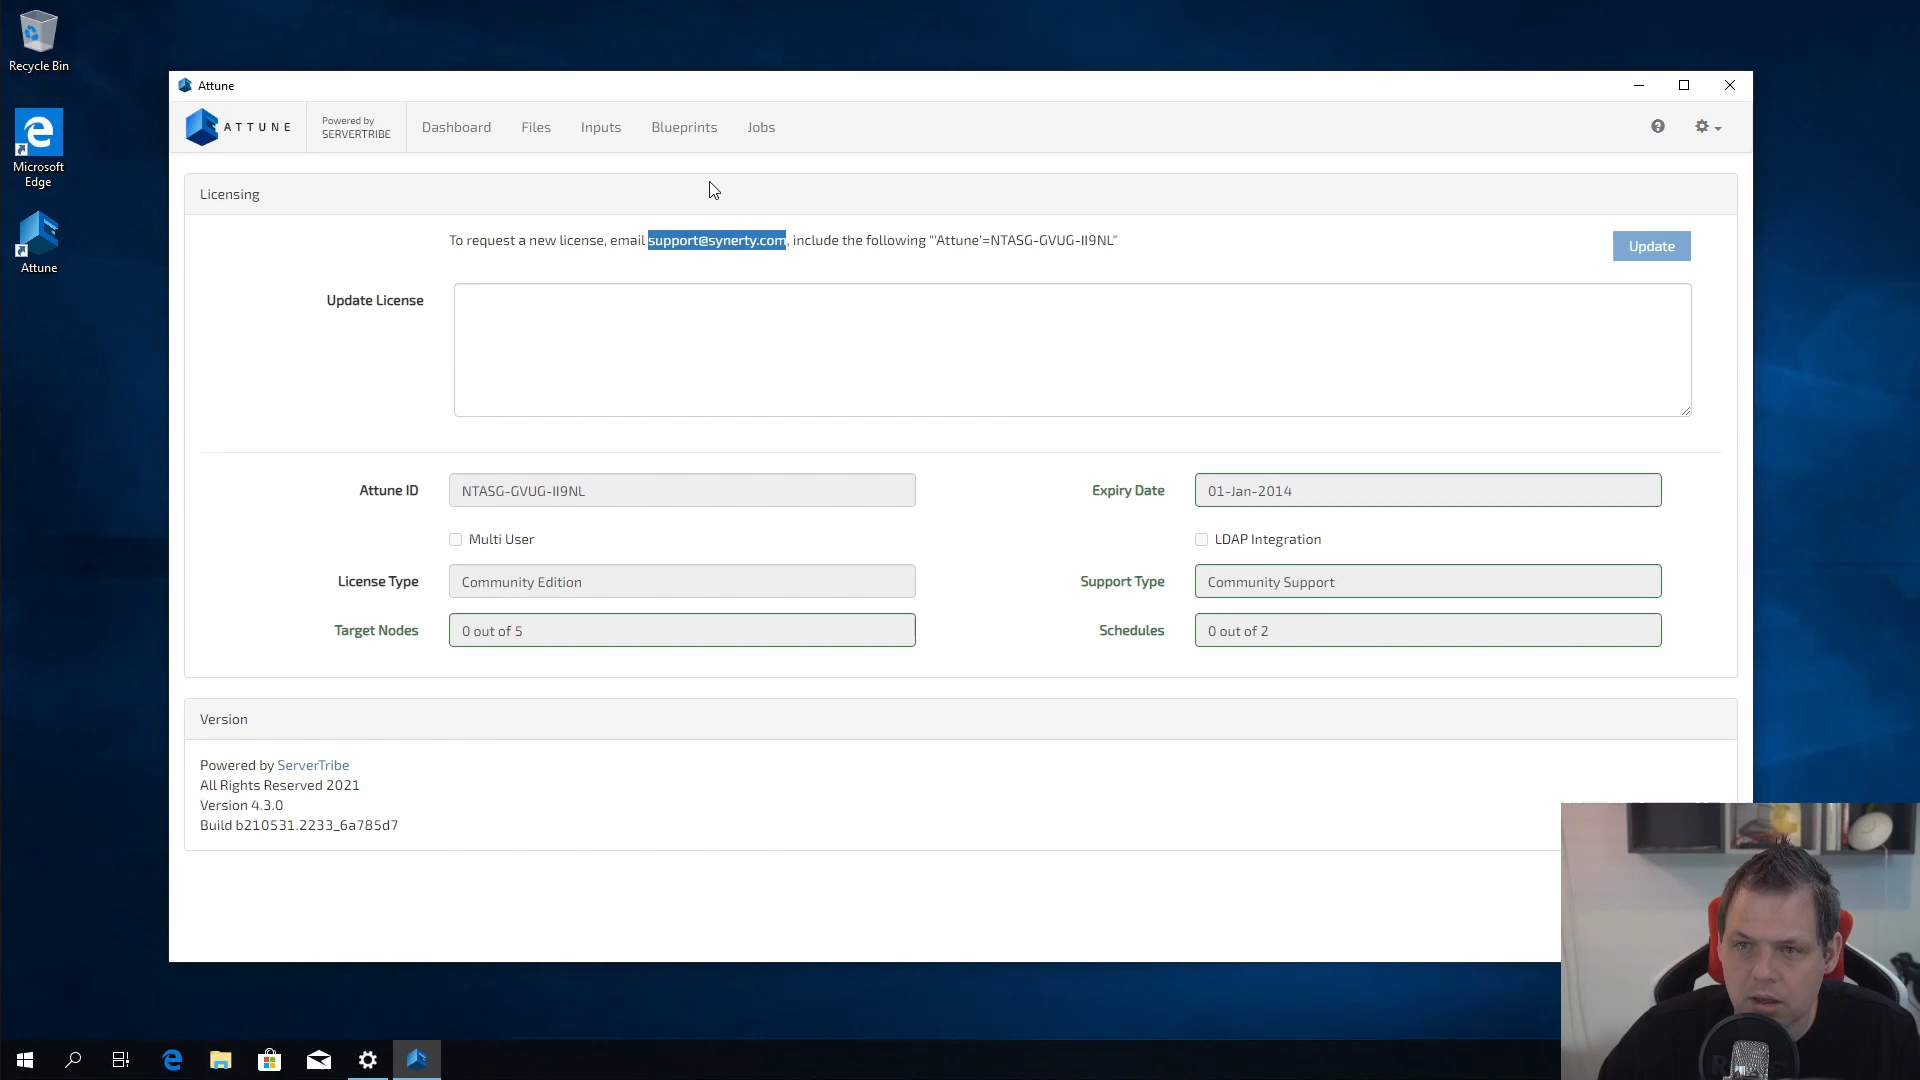 Recycle Bin
Microsoft
Edge
Attune
Attune
ATTUNE
Powered by
SERVERTRIBE
Dashboard
Files
Inputs
Blueprints
Jobs
Licensing
To request a new license, email support@synerty.com, include the following "'Attune'=NTASG-GVUG-II9NL"
Update
Update License
Attune ID
NTASG-GVUG-II9NL
Expiry Date
01-Jan-2014
Multi User
LDAP Integration
License Type
Community Edition
Support Type
Community Support
Target Nodes
0 out of 5
Schedules
0 out of 2
Version
Powered by ServerTribe
All Rights Reserved 2021
Version 4.3.0
Build b210531.2233_6a785d7